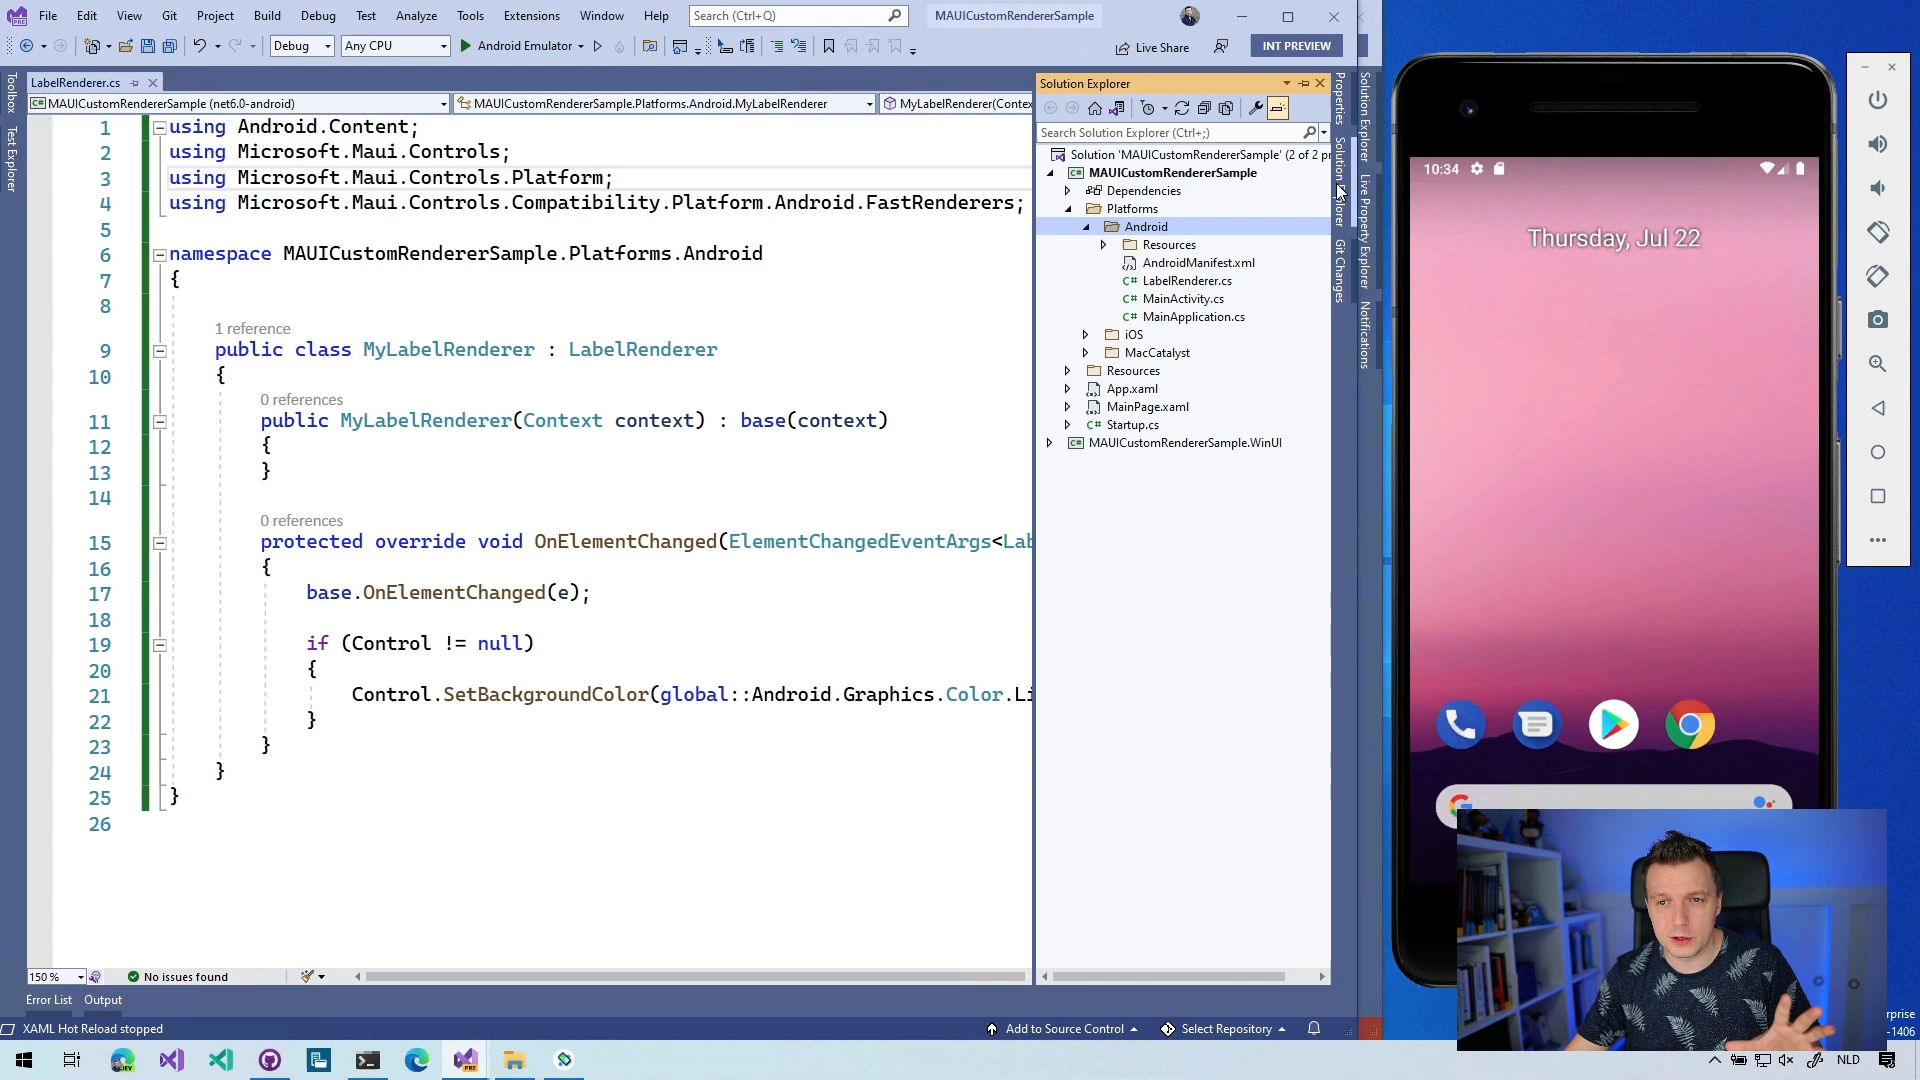 File Edit View Git Project Build Debug Test Analyze Tools Extensions Window Help Search (Ctrl+Q) MAUICustomRendererSample
Debug Any CPU Android Emulator Live Share INT PREVIEW
LabelRenderer.cs
MAUICustomRendererSample (net6.0-android) MAUICustomRendererSample.Platforms.Android.MyLabelRenderer MyLabelRenderer(Conte
Toolbox
Test Explorer
1 using Android.Content;
2 using Microsoft.Maui.Controls;
3 using Microsoft.Maui.Controls.Platform;
4 using Microsoft.Maui.Controls.Compatibility.Platform.Android.FastRenderers;
5
6 namespace MAUICustomRendererSample.Platforms.Android
7 {
8
1 reference
9 public class MyLabelRenderer : LabelRenderer
10 {
0 references
11 public MyLabelRenderer(Context context) : base(context)
12 {
13 }
14
0 references
15 protected override void OnElementChanged(ElementChangedEventArgs<Lab
16 {
17 base.OnElementChanged(e);
18
19 if (Control != null)
20 {
21 Control.SetBackgroundColor(global::Android.Graphics.Color.Li
22 }
23 }
24 }
25 }
26
150 % No issues found
Error List Output
XAML Hot Reload stopped Add to Source Control Select Repository
Solution Explorer
Search Solution Explorer (Ctrl+;)
Solution 'MAUICustomRendererSample' (2 of 2 pr
MAUICustomRendererSample
Dependencies
Platforms
Android
Resources
AndroidManifest.xml
LabelRenderer.cs
MainActivity.cs
MainApplication.cs
iOS
MacCatalyst
Resources
App.xaml
MainPage.xaml
Startup.cs
MAUICustomRendererSample.WinUI
Properties
Solution Explorer
Git Changes
Solution Explorer
Live Property Explorer
Notifications
10:34
Thursday, Jul 22
rprise
-1406
DEV PRE NLD